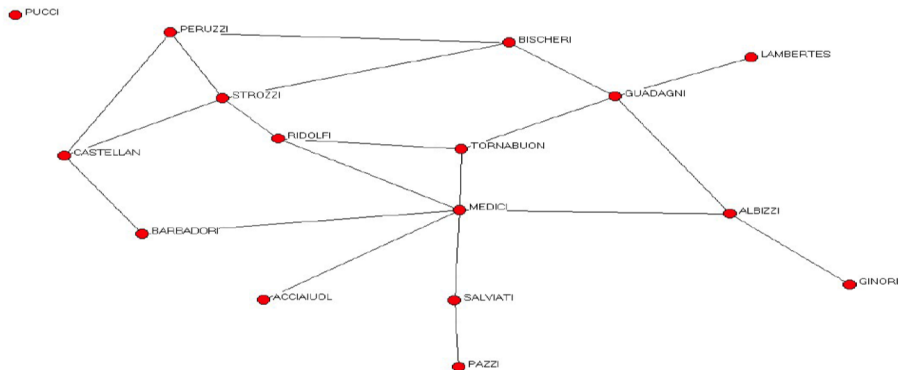 PUCCI
PERUZZI
BISCHERI
LAMBERTES
STROZZI
GUADAGNI
RIDOLFI
TORNABUON
CASTELLAN
MEDICI
ALBIZZI
BARBADORI
GINORI
ACCIAIUOL
SALVIATI
PAZZI